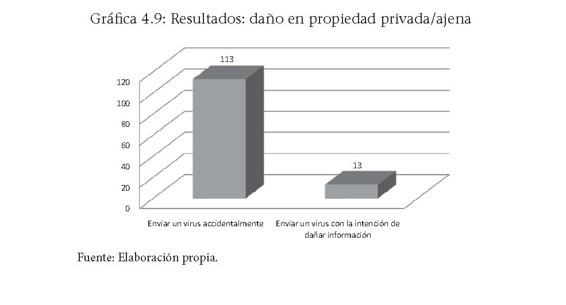 Gráfica 4.9: Resultados: daño en propiedad privada/ajena
113
120
100
80
60
40
20
0
13
Enviar un virus accidentalmente
Enviar un virus con la intención de
dañar información
Fuente: Elaboración propia.